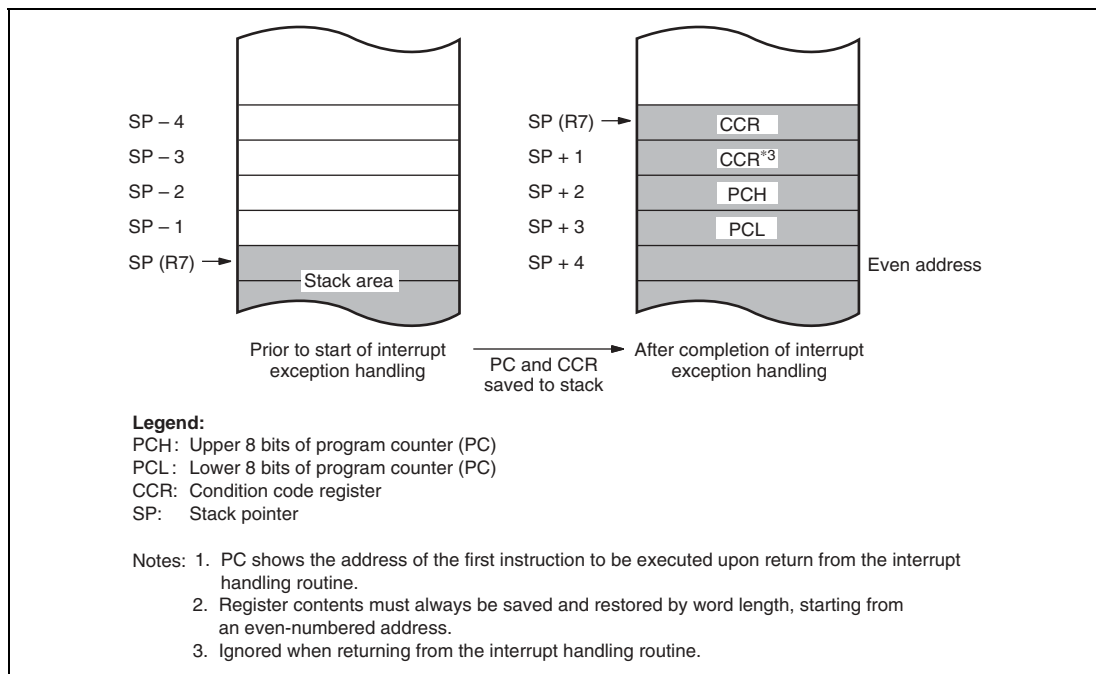 SP – 4
SP – 3
SP – 2
SP – 1
SP (R7)
Stack area
SP (R7)
SP + 1
SP + 2
SP + 3
SP + 4
CCR
CCR*3
PCH
PCL
Even address
Prior to start of interrupt
exception handling
PC and CCR
saved to stack
After completion of interrupt
exception handling
Legend:
PCH: Upper 8 bits of program counter (PC)
PCL: Lower 8 bits of program counter (PC)
CCR: Condition code register
SP: Stack pointer
Notes: 1. PC shows the address of the first instruction to be executed upon return from the interrupt
handling routine.
2. Register contents must always be saved and restored by word length, starting from
an even-numbered address.
3. Ignored when returning from the interrupt handling routine.